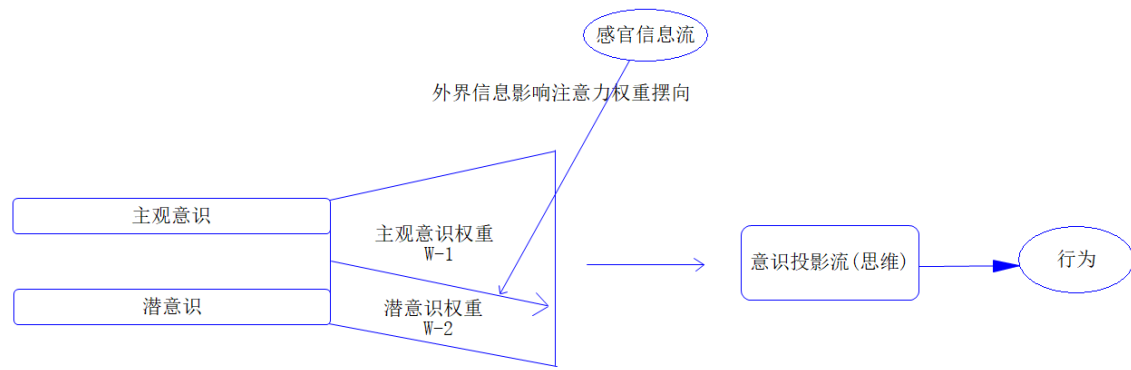 感官信息流
外界信息影响注意力权重摆向
主观意识
主观意识权重
W-1
潜意识
潜意识权重
W-2
意识投影流(思维)
行为